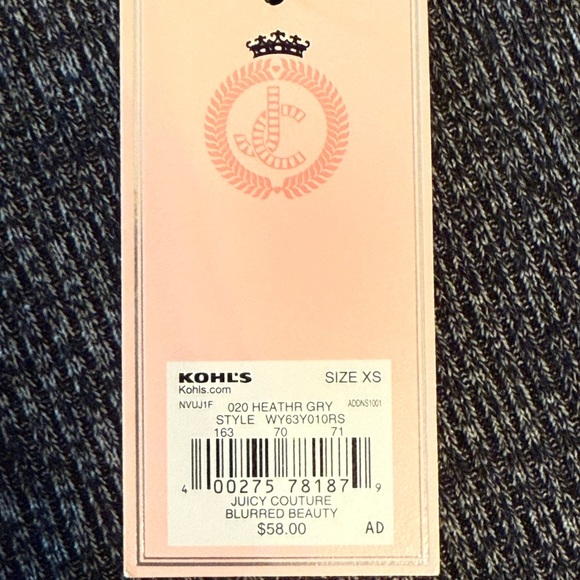 JC
KOHL'S SIZE XS
Kohls.com
NVUJ1F 020 HEATHR GRY ADDNS1001
STYLE WY63Y010RS
163 70 71
4 00275 78187 9
JUICY COUTURE
BLURRED BEAUTY
$58.00 AD